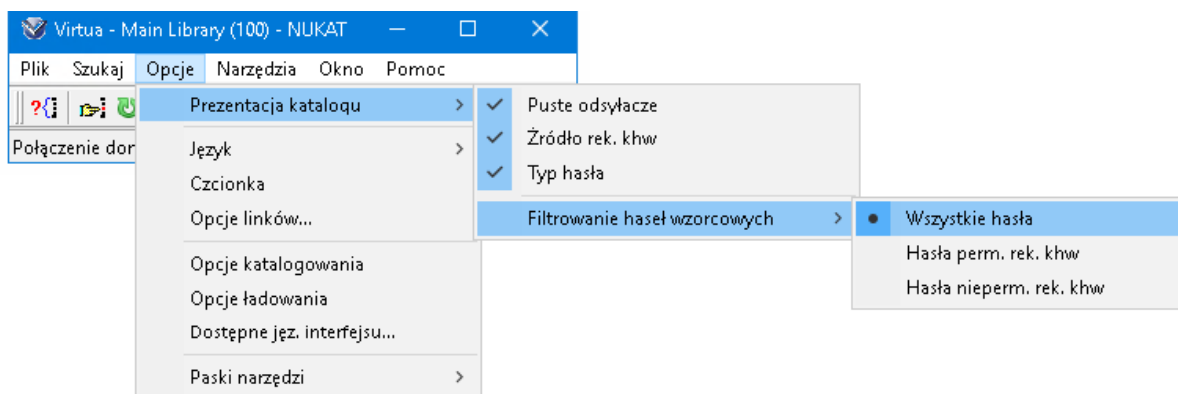 Virtua - Main Library (100) - NUKAT
Plik Szukaj Opcje Narzędzia Okno Pomoc
?{
Połączenie dor
Prezentacja katalogu
Język
Czcionka
Opcje linków...
Opcje katalogowania
Opcje ładowania
Dostępne jęz. interfejsu...
Paski narzędzi
Puste odsyłacze
Źródło rek. khw
Typ hasła
Filtrowanie haseł wzorcowych
Wszystkie hasła
Hasła perm. rek. khw
Hasła nieperm. rek. khw